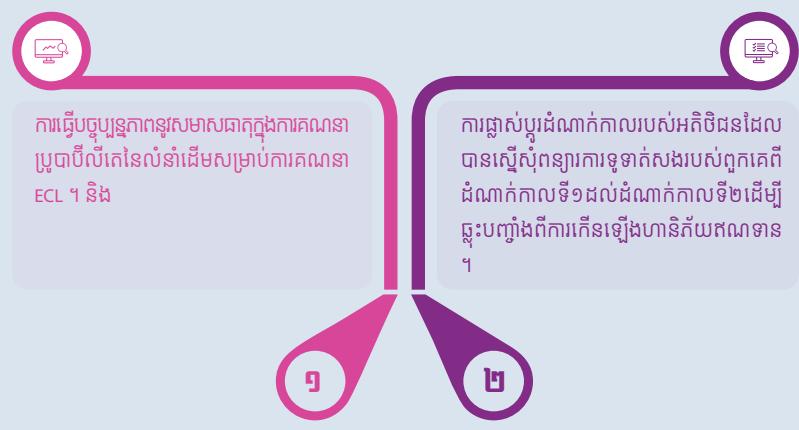 ការធ្វើបច្ចុប្បន្នភាពនូវសមាសធាតុក្នុងការគណនា
ប្រូបាប៊ីលីតេនៃលំនាំដើមសម្រាប់ការគណនា
ECL ។ និង
ការផ្លាស់ប្តូរដំណាក់កាលរបស់អតិថិជនដែល
បានស្នើសុំពន្យារការទូទាត់សងរបស់ពួកគេពី
ដំណាក់កាលទី១ដល់ដំណាក់កាលទី២ដើម្បី
ឆ្លុះបញ្ចាំងពីការកើនឡើងហានិភ័យឥណទាន
។
១
២